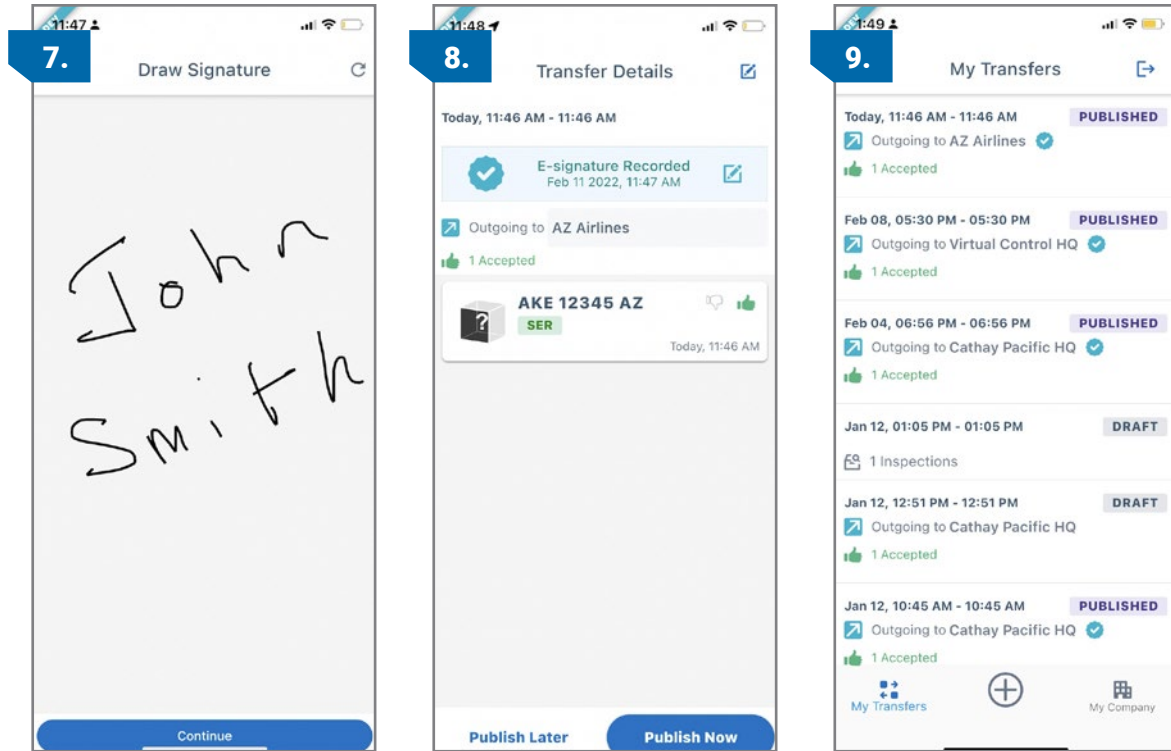 7.
11:47
Draw Signature
John
Smith
Continue
8.
11:48
Transfer Details
Today, 11:46 AM - 11:46 AM
E-signature Recorded
Feb 11 2022, 11:47 AM
Outgoing to AZ Airlines
1 Accepted
AKE 12345 AZ
?
SER
Today, 11:46 AM
Publish Later
Publish Now
9.
1:49
My Transfers
Today, 11:46 AM - 11:46 AM PUBLISHED
Outgoing to AZ Airlines
1 Accepted
Feb 08, 05:30 PM - 05:30 PM PUBLISHED
Outgoing to Virtual Control HQ
1 Accepted
Feb 04, 06:56 PM - 06:56 PM PUBLISHED
Outgoing to Cathay Pacific HQ
1 Accepted
Jan 12, 01:05 PM - 01:05 PM DRAFT
1 Inspections
Jan 12, 12:51 PM - 12:51 PM DRAFT
Outgoing to Cathay Pacific HQ
1 Accepted
Jan 12, 10:45 AM - 10:45 AM PUBLISHED
Outgoing to Cathay Pacific HQ
1 Accepted
My Transfers
My Company